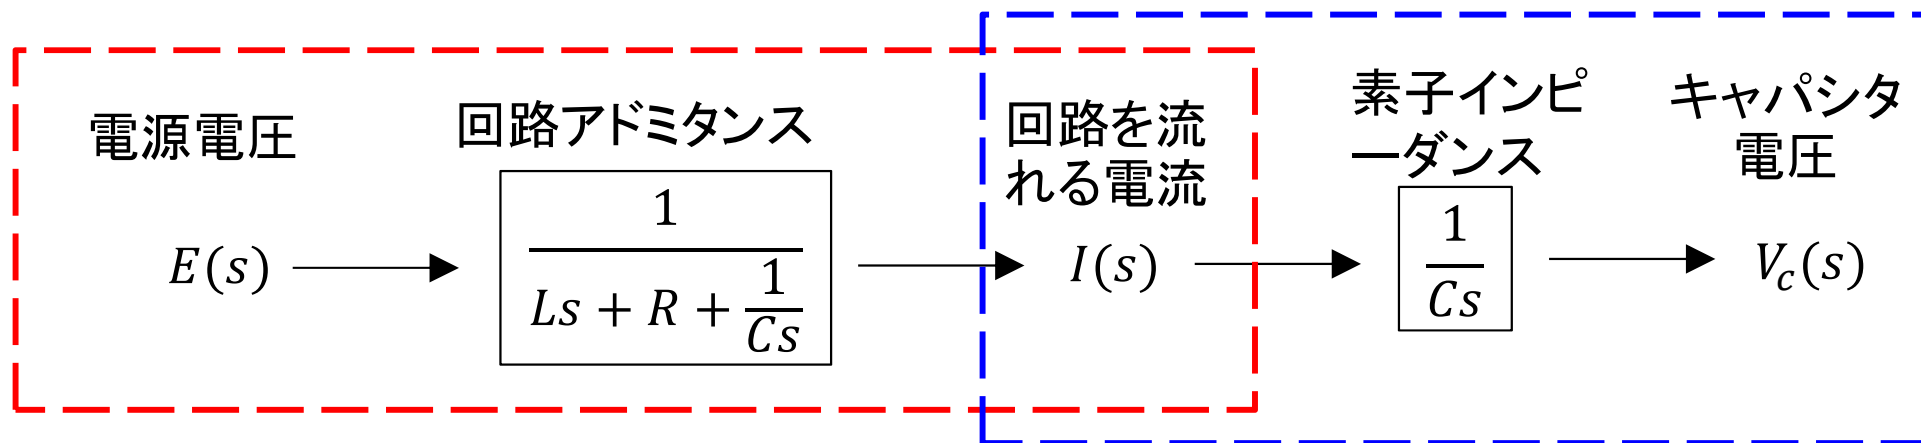 電源電圧
E(s)
回路アドミタンス
1
Ls + R + 1
Cs
回路を流
れる電流
I(s)
素子インピ
ーダンス
1
Cs
キャパシタ
電圧
Vc(s)